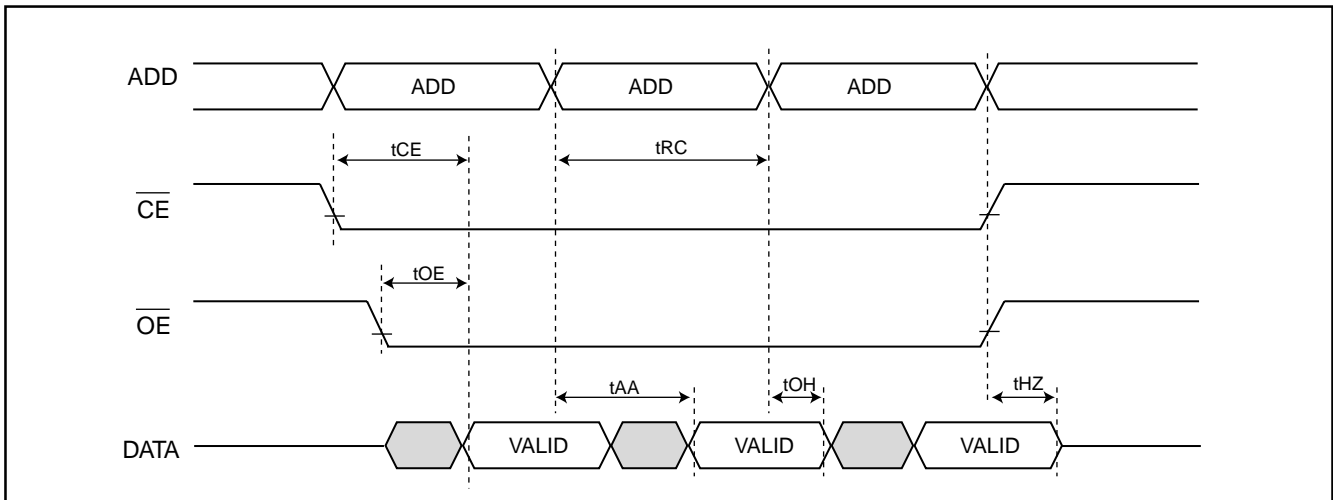 ADD ADD ADD ADD
tCE tRC
CE
tOE
OE
tAA tOH tHZ
DATA VALID VALID VALID